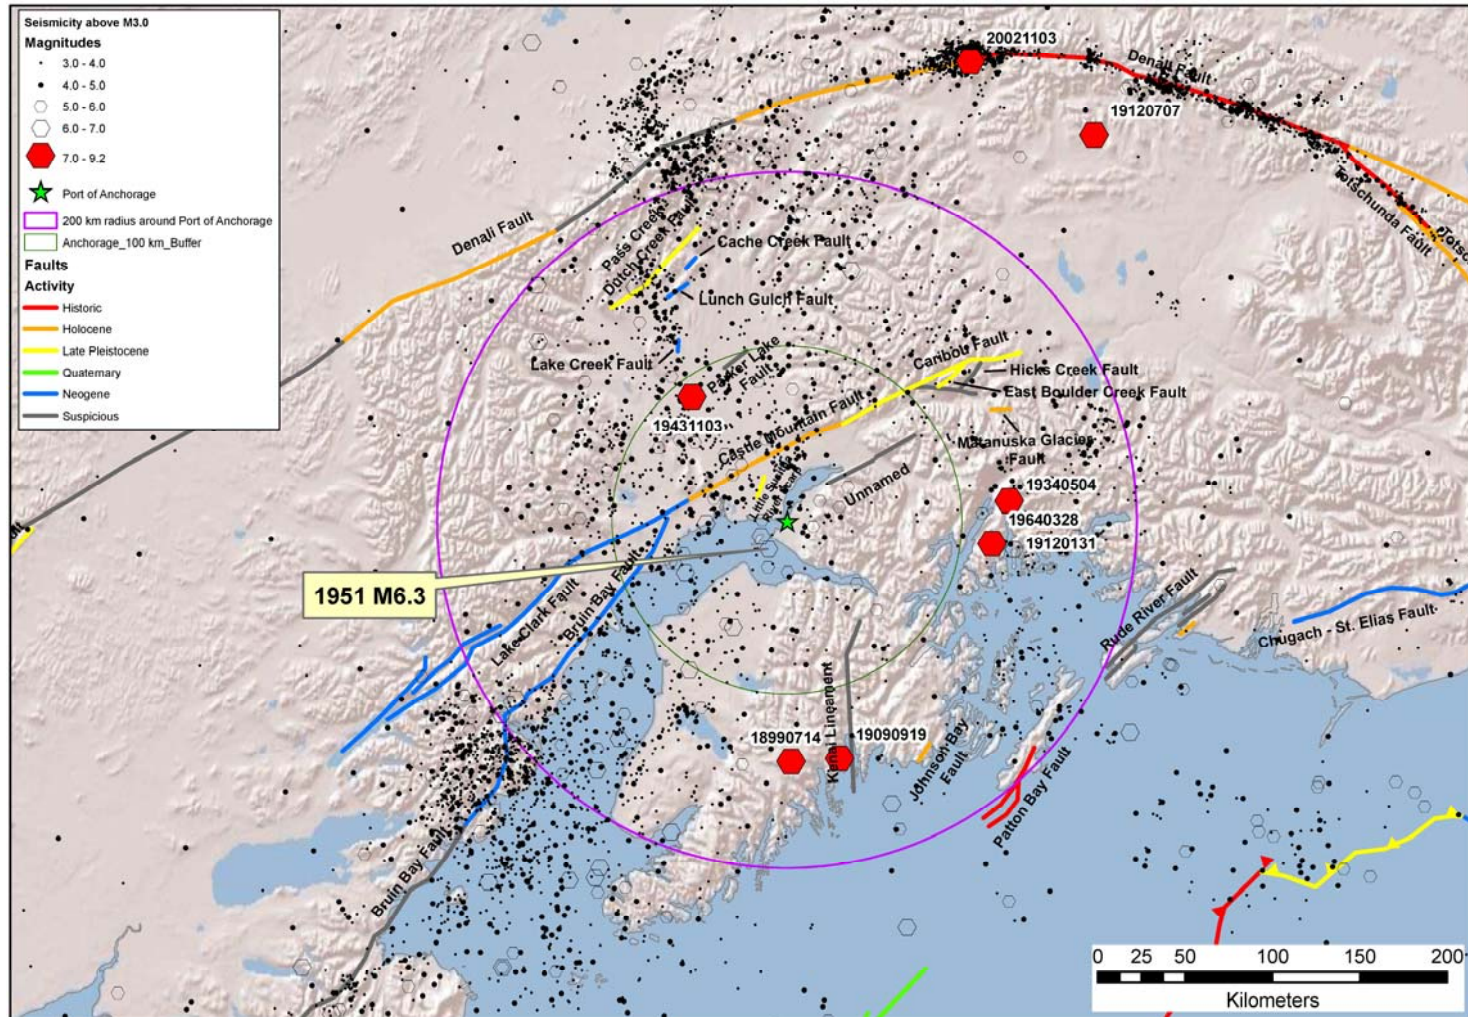 Seismicity above M3.0
Magnitudes
3.0 - 4.0
4.0 - 5.0
5.0 - 6.0
6.0 - 7.0
7.0 - 9.2
Port of Anchorage
200 km radius around Port of Anchorage
Anchorage_100 km_Buffer
Faults
Activity
Historic
Holocene
Late Pleistocene
Quaternary
Neogene
Suspicious
20021103
Denali Fault
19120707
Totschunda Fault
Totsc
Denali Fault
Pass Creek
Dutch Creek Fault
Cache Creek Fault
Lunch Gulch Fault
Lake Creek Fault
Parker Lake
Fault
Caribou Fault
Hicks Creek Fault
East Boulder Creek Fault
19431103
Castle Mountain Fault
Matanuska Glacier
Fault
Little Susitna
River Scarp
Unnamed
19340504
19640328
19120131
1951 M6.3
Lake Clark Fault
Bruin Bay Fault
Rude River Fault
Chugach - St. Elias Fault
18990714
Kenai Lineament
19090919
Johnson Bay
Fault
Patton Bay Fault
Bruin Bay Fault
0 25 50 100 150 200
Kilometers